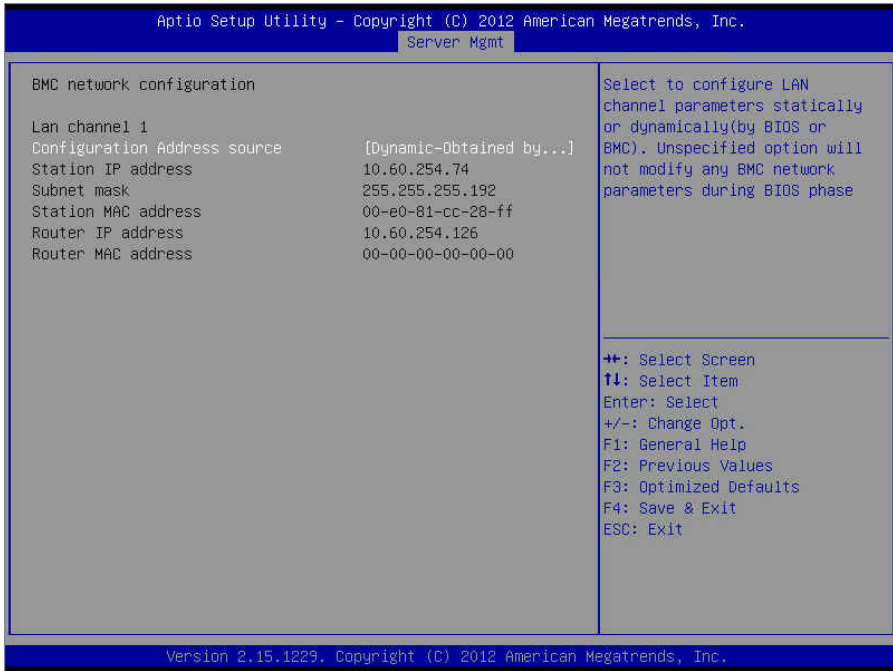 Aptio Setup Utility – Copyright (C) 2012 American Megatrends, Inc.
Server Mgmt
BMC network configuration
Lan channel 1
Configuration Address source [Dynamic-Obtained by...]
Station IP address 10.60.254.74
Subnet mask 255.255.255.192
Station MAC address 00-e0-81-cc-28-ff
Router IP address 10.60.254.126
Router MAC address 00-00-00-00-00-00
Select to configure LAN
channel parameters statically
or dynamically(by BIOS or
BMC). Unspecified option will
not modify any BMC network
parameters during BIOS phase
→←: Select Screen
↑↓: Select Item
Enter: Select
+/-: Change Opt.
F1: General Help
F2: Previous Values
F3: Optimized Defaults
F4: Save & Exit
ESC: Exit
Version 2.15.1229. Copyright (C) 2012 American Megatrends, Inc.